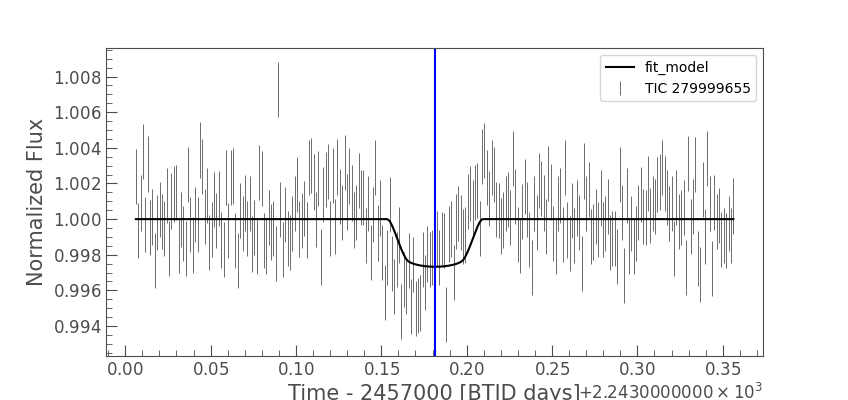 1.008
1.006
1.004
1.002
1.000
0.998
0.996
0.994
Normalized Flux
fit_model
TIC 279999655
0.00 0.05 0.10 0.15 0.20 0.25 0.30 0.35
Time - 2457000 [BTJD days]
+2.2430000000 × 10³